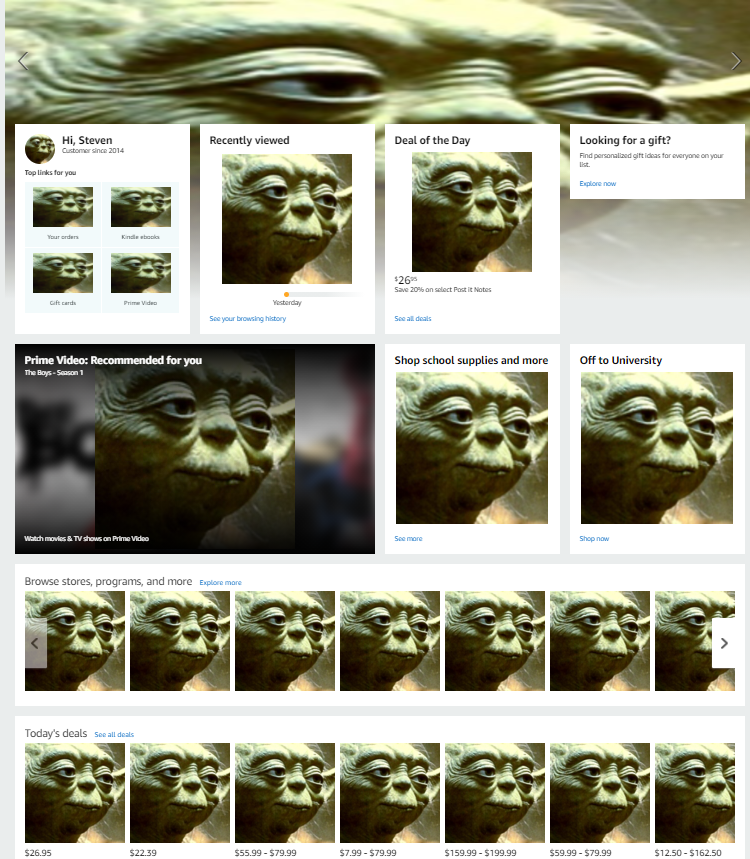 Hi, Steven
Customer since 2014
Top links for you
Your orders
Kindle ebooks
Gift cards
Prime Video
Recently viewed
Yesterday
See your browsing history
Deal of the Day
$2695
Save 20% on select Post it Notes
See all deals
Looking for a gift?
Find personalized gift ideas for everyone on your
list.
Explore now
Prime Video: Recommended for you
The Boys - Season 1
Watch movies & TV shows on Prime Video
Shop school supplies and more
See more
Off to University
Shop now
Browse stores, programs, and more Explore more
Today's deals See all deals
$26.95
$22.39
$55.99 - $79.99
$7.99 - $79.99
$159.99 - $199.99
$59.99 - $79.99
$12.50 - $162.50